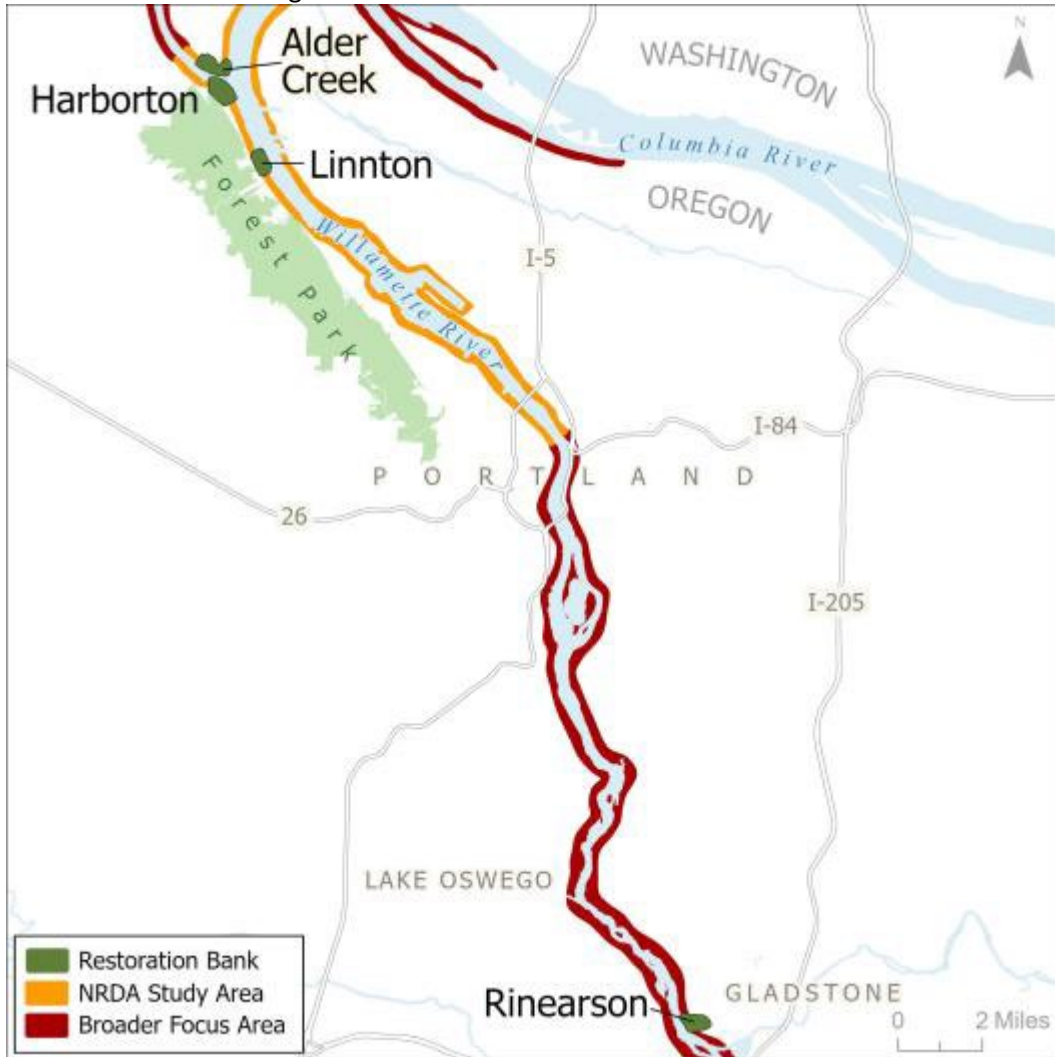 N
WASHINGTON
Alder
Creek
Harborton
Columbia River
Linnton
OREGON
Forest Park
Willamette River
I-5
I-84
PORTLAND
26
I-205
LAKE OSWEGO
Restoration Bank
NRDA Study Area
Broader Focus Area
Rinearson
GLADSTONE
0 2 Miles